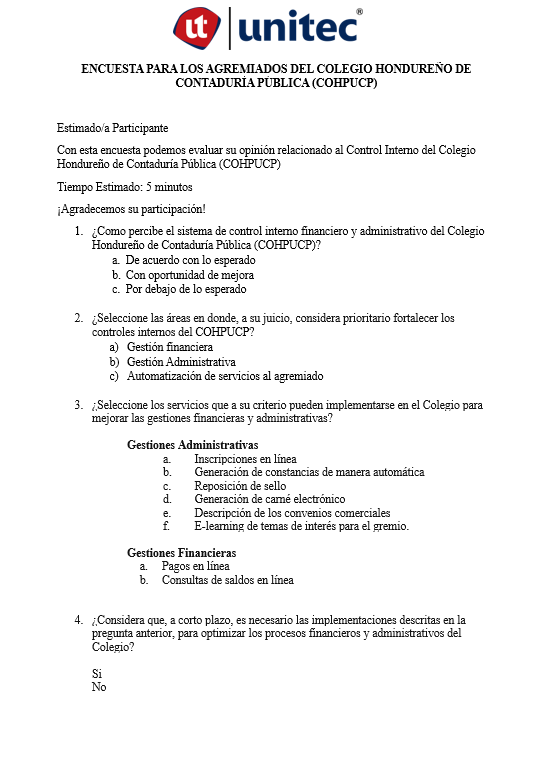 ut unitec®
ENCUESTA PARA LOS AGREMIADOS DEL COLEGIO HONDUREÑO DE
CONTADURÍA PÚBLICA (COHPUCP)
Estimado/a Participante
Con esta encuesta podemos evaluar su opinión relacionado al Control Interno del Colegio
Hondureño de Contaduría Pública (COHPUCP)
Tiempo Estimado: 5 minutos
¡Agradecemos su participación!
1. ¿Como percibe el sistema de control interno financiero y administrativo del Colegio
Hondureño de Contaduría Pública (COHPUCP)?
a. De acuerdo con lo esperado
b. Con oportunidad de mejora
c. Por debajo de lo esperado
2. ¿Seleccione las áreas en donde, a su juicio, considera prioritario fortalecer los
controles internos del COHPUCP?
a) Gestión financiera
b) Gestión Administrativa
c) Automatización de servicios al agremiado
3. ¿Seleccione los servicios que a su criterio pueden implementarse en el Colegio para
mejorar las gestiones financieras y administrativas?
Gestiones Administrativas
a. Inscripciones en línea
b. Generación de constancias de manera automática
c. Reposición de sello
d. Generación de carné electrónico
e. Descripción de los convenios comerciales
f. E-learning de temas de interés para el gremio.
Gestiones Financieras
a. Pagos en línea
b. Consultas de saldos en línea
4. ¿Considera que, a corto plazo, es necesario las implementaciones descritas en la
pregunta anterior, para optimizar los procesos financieros y administrativos del
Colegio?
Si
No